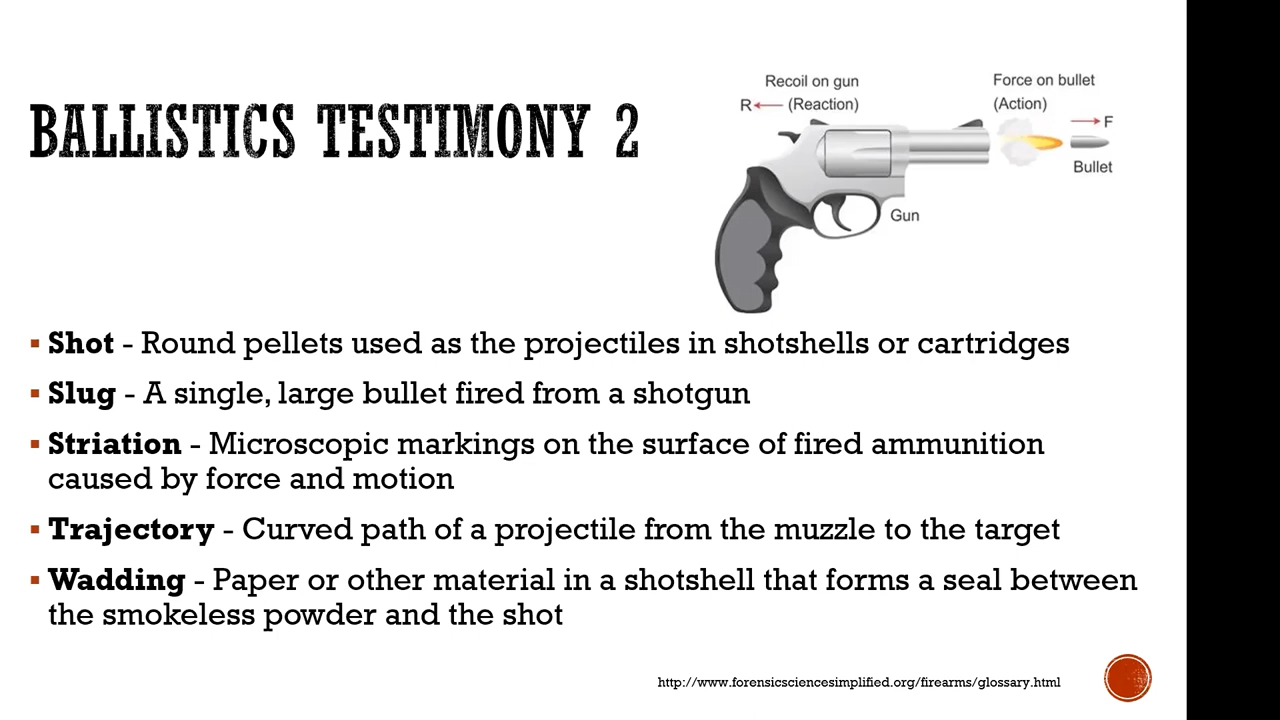 BALLISTICS TESTIMONY 2
Recoil on gun
R (Reaction)
Force on bullet
(Action)
F
Bullet
Gun
▪ Shot - Round pellets used as the projectiles in shotshells or cartridges
▪ Slug - A single, large bullet fired from a shotgun
▪ Striation - Microscopic markings on the surface of fired ammunition
caused by force and motion
▪ Trajectory - Curved path of a projectile from the muzzle to the target
▪ Wadding - Paper or other material in a shotshell that forms a seal between
the smokeless powder and the shot
http://www.forensicsciencesimplified.org/firearms/glossary.html